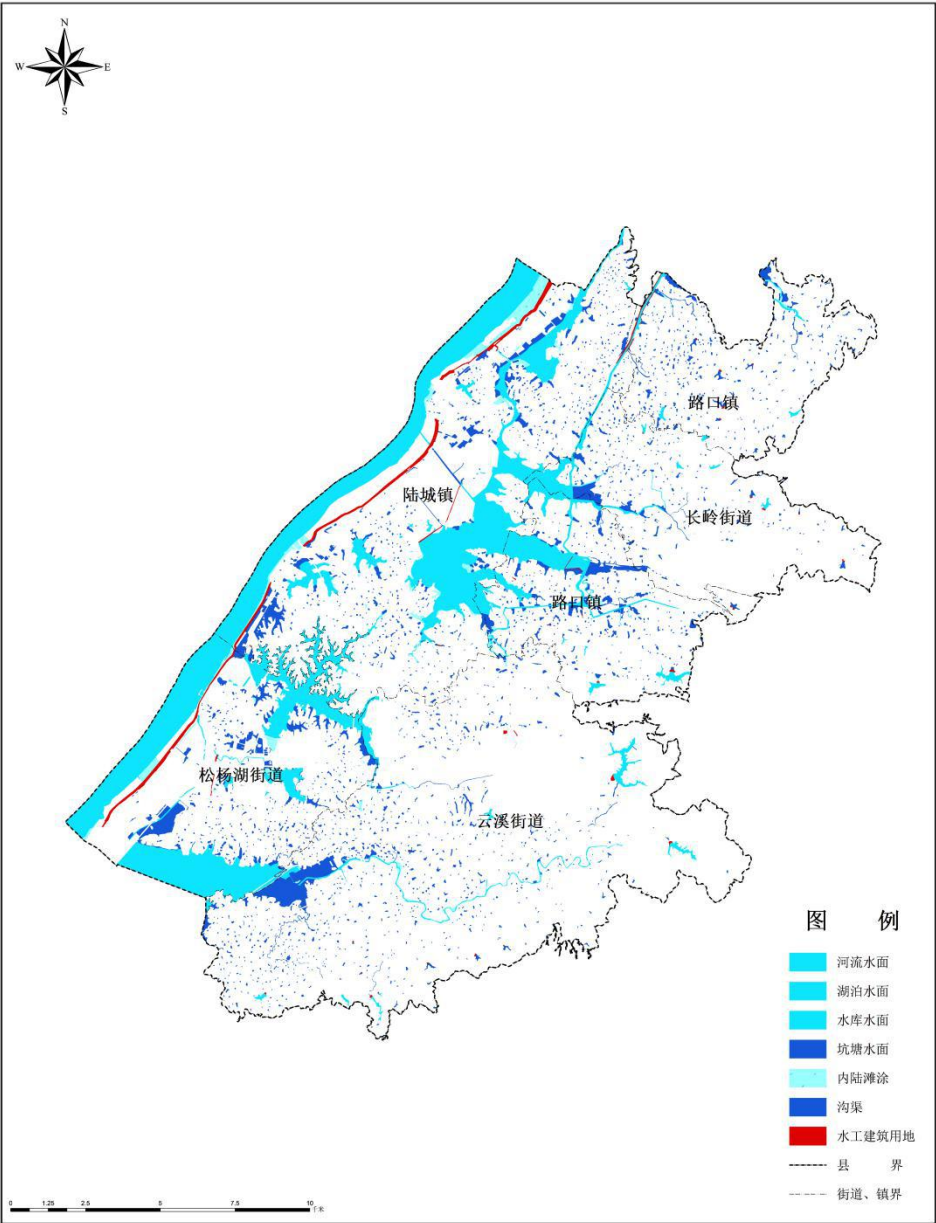 N
W E
S
路口镇
陆城镇
长岭街道
路口镇
松杨湖街道
云溪街道
图 例
河流水面
湖泊水面
水库水面
坑塘水面
内陆滩涂
沟渠
水工建筑用地
县 界
街道、镇界
0 1.25 2.5 5 7.5 10
千米